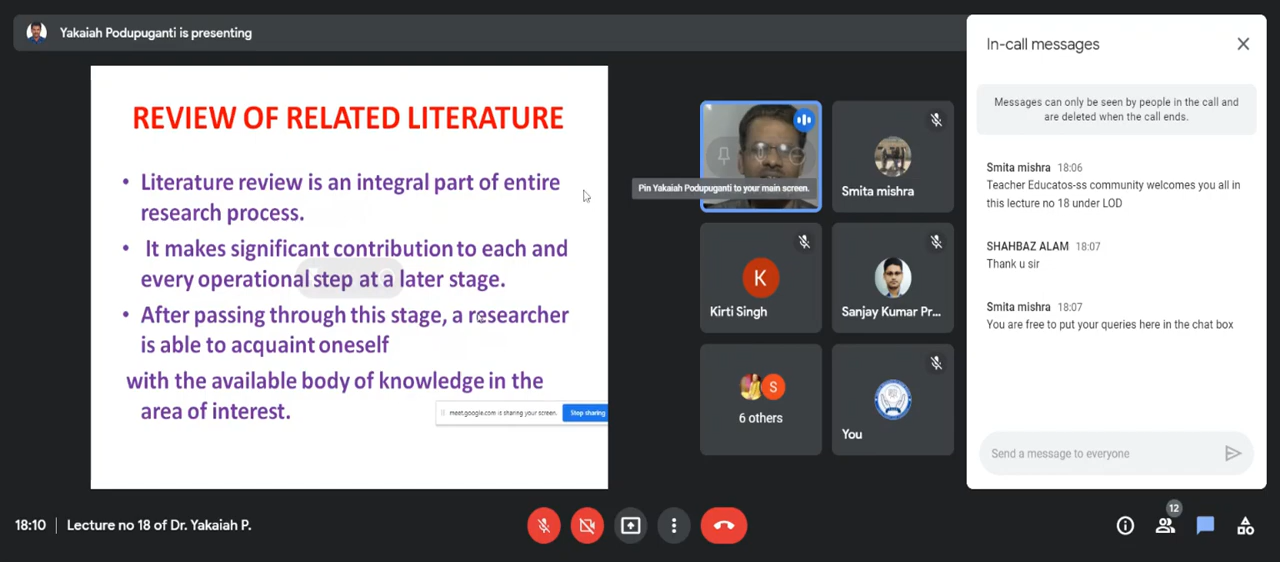 Yakaiah Podupuganti is presenting
REVIEW OF RELATED LITERATURE
• Literature review is an integral part of entire
research process.
• It makes significant contribution to each and
every operational step at a later stage.
• After passing through this stage, a researcher
is able to acquaint oneself
with the available body of knowledge in the
area of interest.
meet.google.com is sharing your screen.
Stop sharing
Pin Yakaiah Podupuganti to your main screen.
Smita mishra
K
Kirti Singh
Sanjay Kumar Pr...
S
6 others
You
In-call messages
Messages can only be seen by people in the call and
are deleted when the call ends.
Smita mishra 18:06
Teacher Educatos-ss community welcomes you all in
this lecture no 18 under LOD
SHAHBAZ ALAM 18:07
Thank u sir
Smita mishra 18:07
You are free to put your queries here in the chat box
Send a message to everyone
18:10 | Lecture no 18 of Dr. Yakaiah P.
12